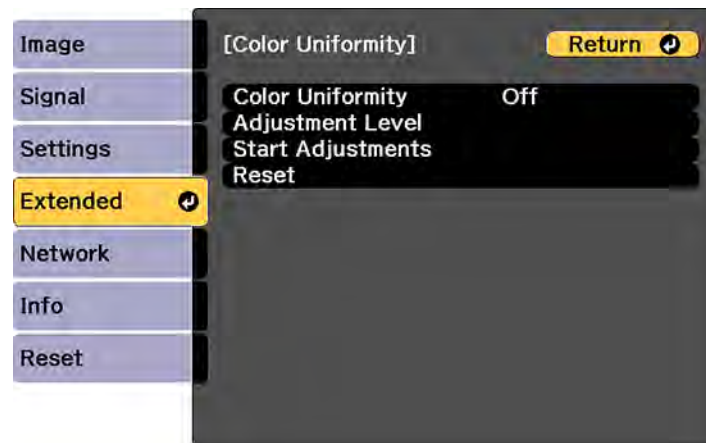 Image
Signal
Settings
Extended
Network
Info
Reset
[Color Uniformity] Return
Color Uniformity Off
Adjustment Level
Start Adjustments
Reset